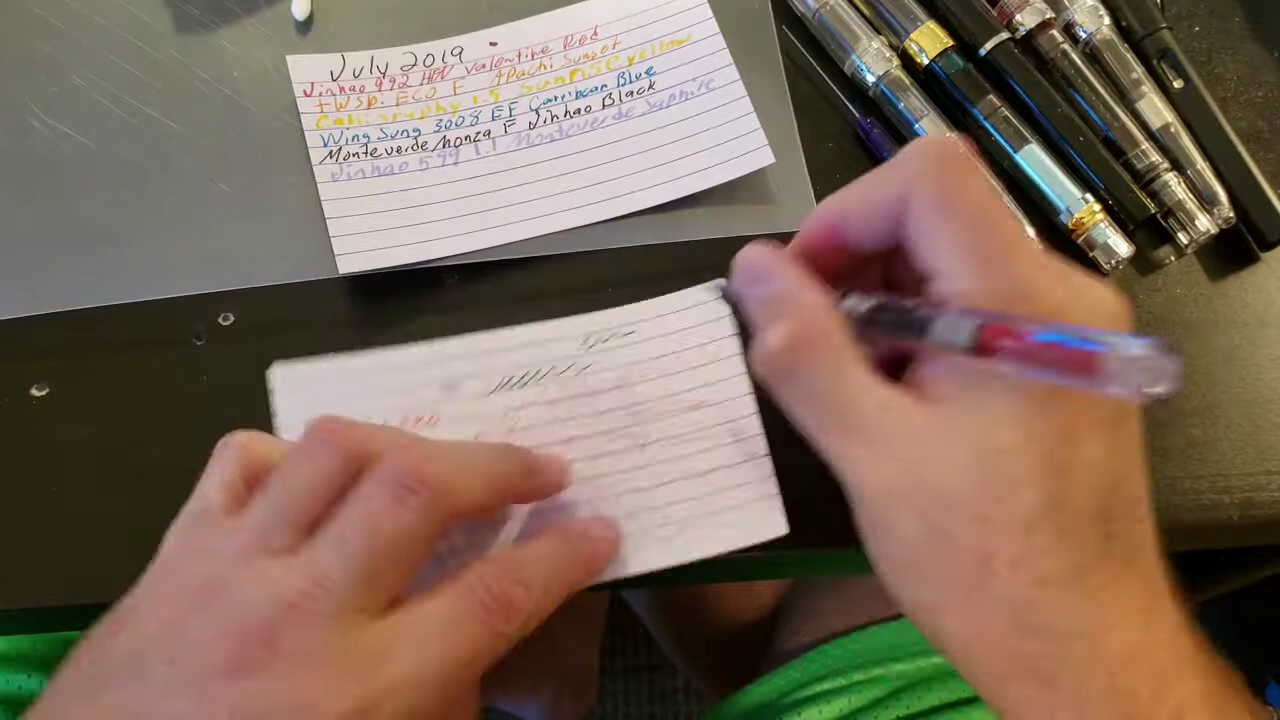 July 2019
Jinhao 992 HBV Valentine Red
TWSBI ECO F Apachi Sunset
Calligraphy 1.5 Sunrise Yellow
Wing Sung 3008 EF Carribean Blue
Monteverde Monza F Jinhao Black
Jinhao 599 1.1 Monteverde Saphire